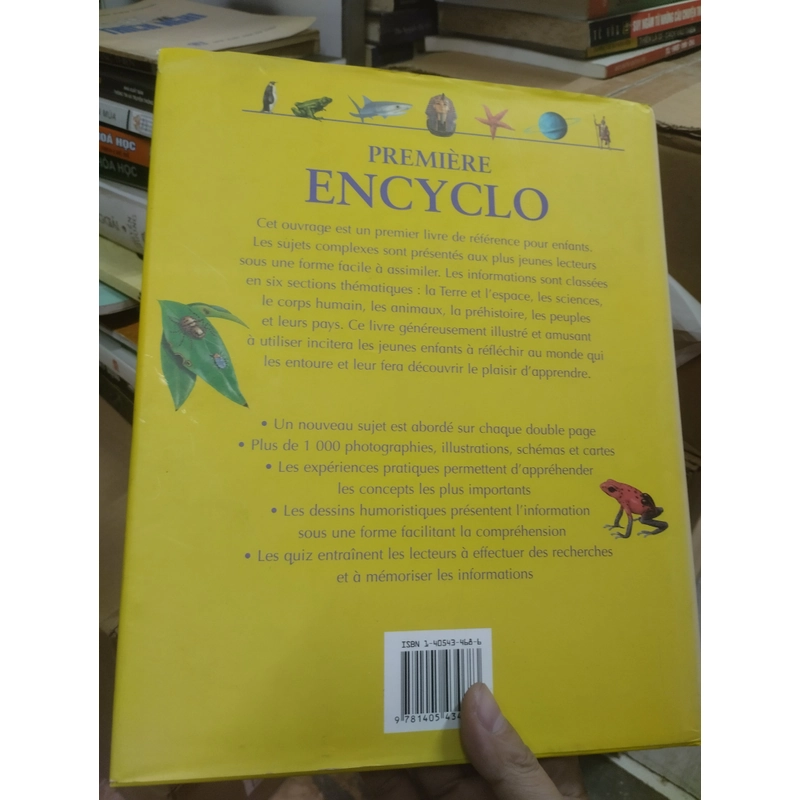 PREMIÈRE
ENCYCLO
Cet ouvrage est un premier livre de référence pour enfants.
Les sujets complexes sont présentés aux plus jeunes lecteurs
sous une forme facile à assimiler. Les informations sont classées
en six sections thématiques : la Terre et l'espace, les sciences,
le corps humain, les animaux, la préhistoire, les peuples
et leurs pays. Ce livre généreusement illustré et amusant
à utiliser incitera les jeunes enfants à réfléchir au monde qui
les entoure et leur fera découvrir le plaisir d'apprendre.
• Un nouveau sujet est abordé sur chaque double page
• Plus de 1 000 photographies, illustrations, schémas et cartes
• Les expériences pratiques permettent d'appréhender
les concepts les plus importants
• Les dessins humoristiques présentent l'information
sous une forme facilitant la compréhension
• Les quiz entraînent les lecteurs à effectuer des recherches
et à mémoriser les informations
ISBN 1-40543-468-6
9 781405 434
MUA
HOÁ HỌC
HÓA HỌC